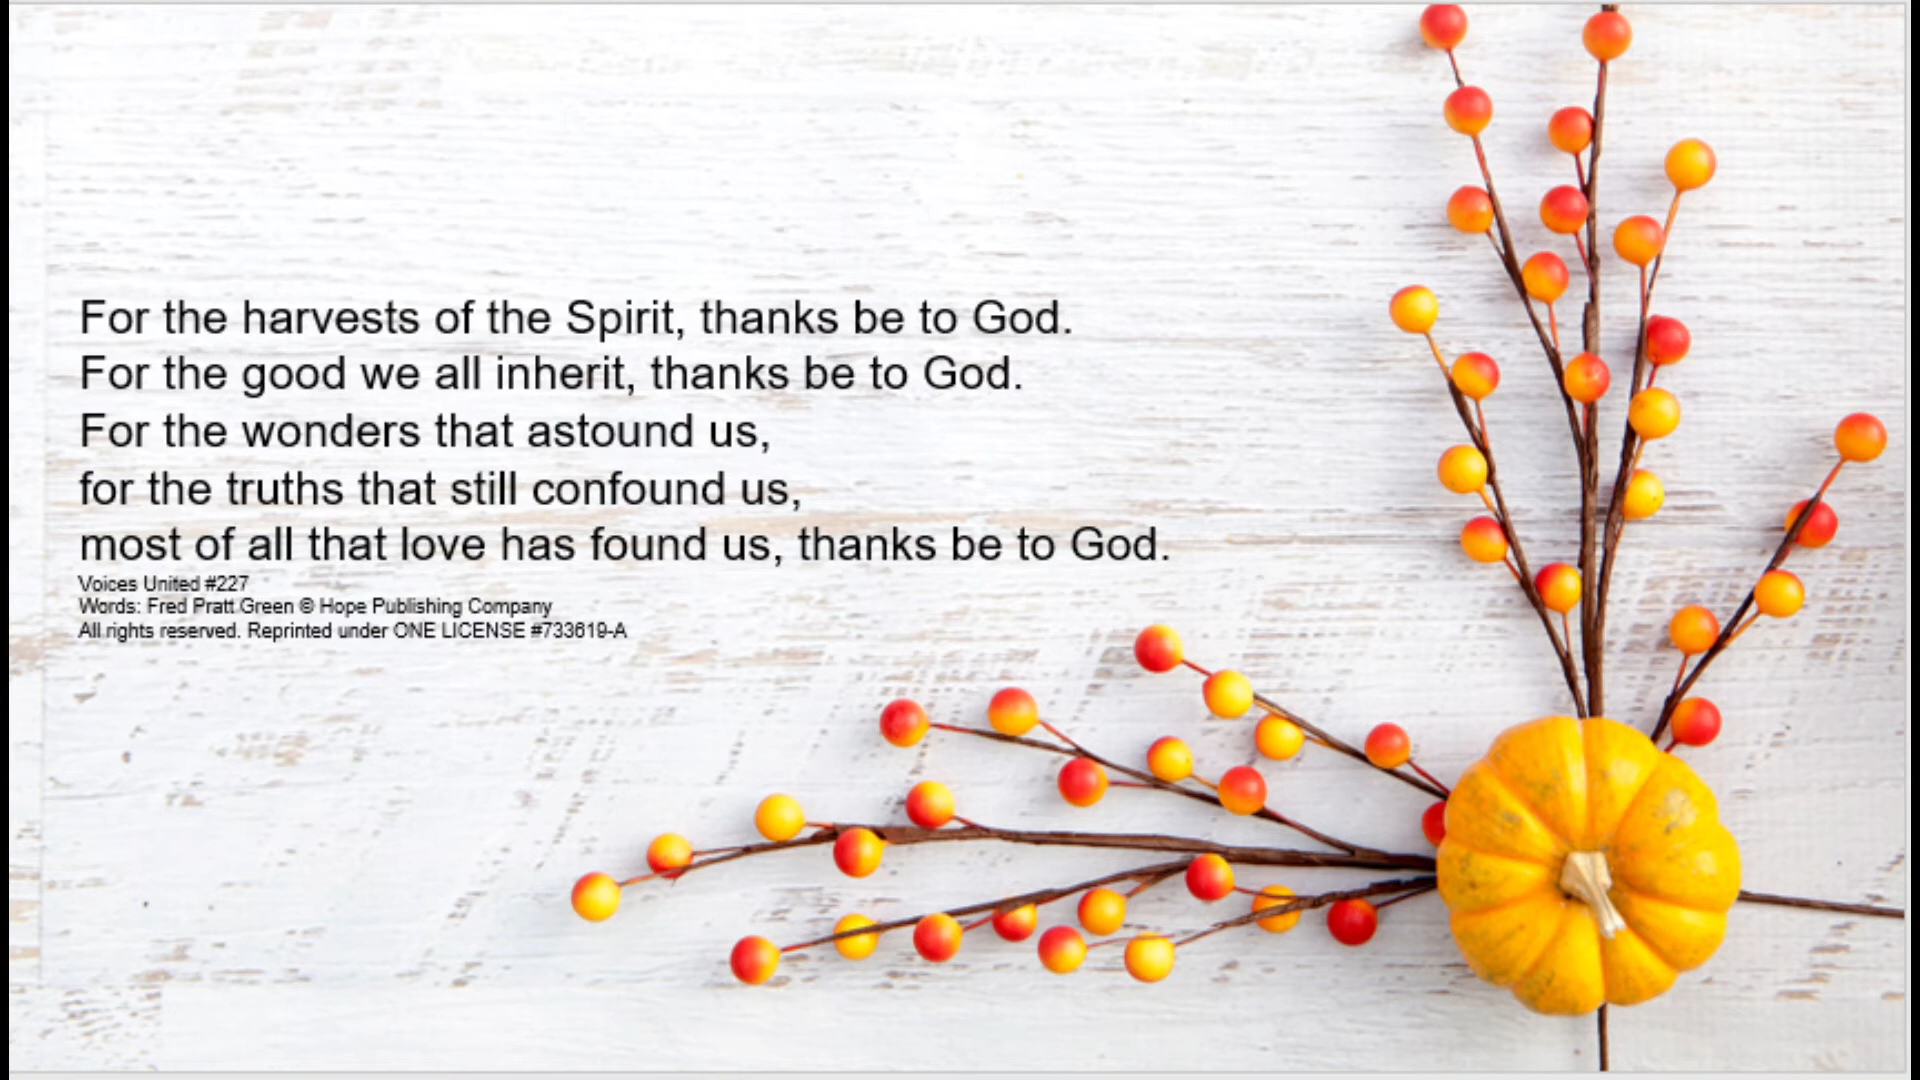 For the harvests of the Spirit, thanks be to God.
For the good we all inherit, thanks be to God.
For the wonders that astound us,
for the truths that still confound us,
most of all that love has found us, thanks be to God.
Voices United #227
Words: Fred Pratt Green © Hope Publishing Company
All rights reserved. Reprinted under ONE LICENSE #733619-A